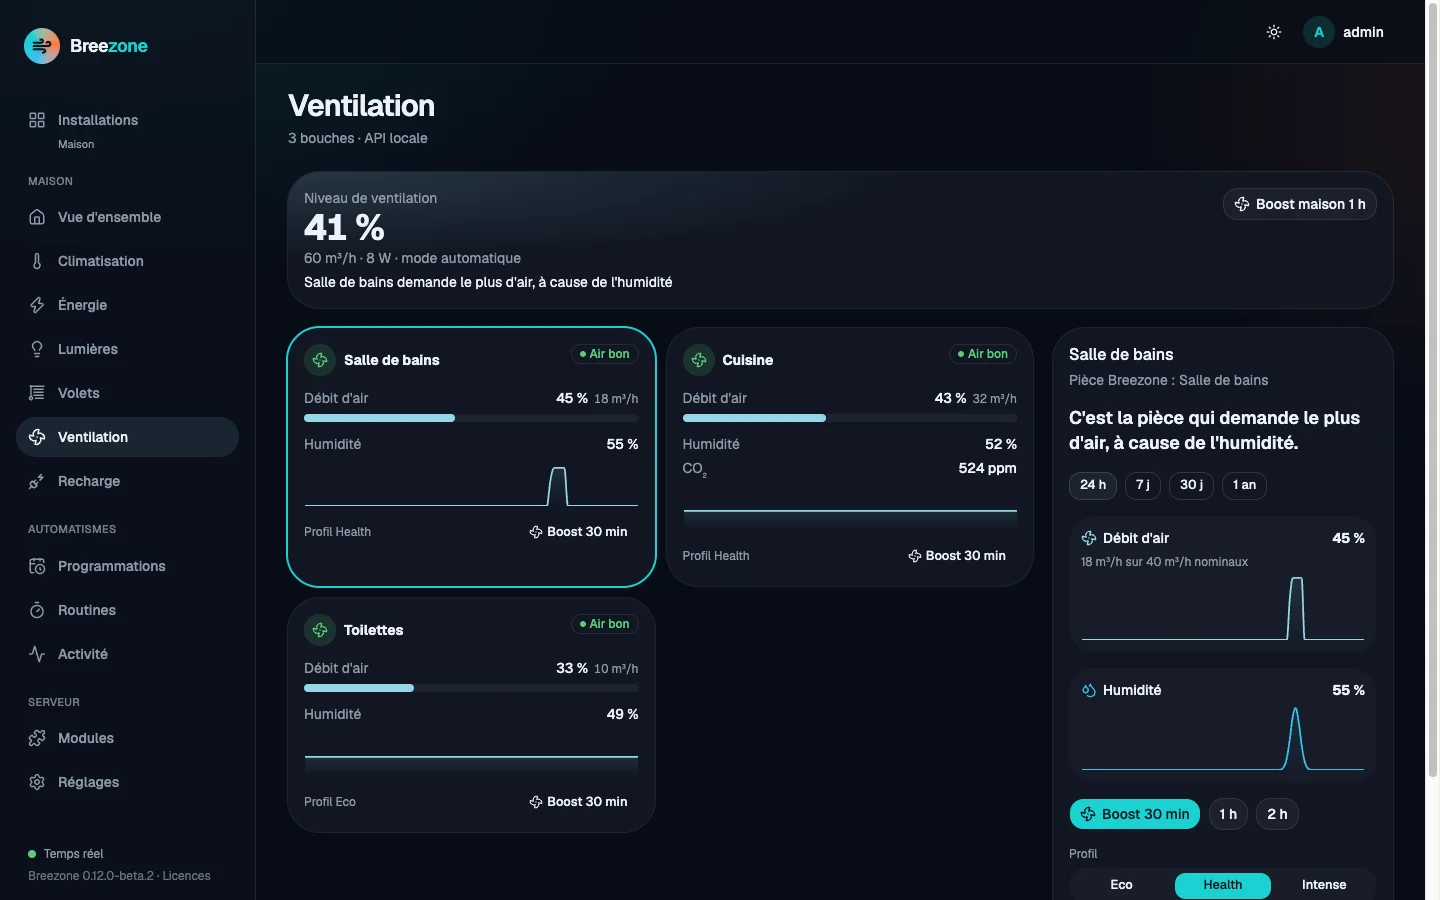 Breezone
A admin
Installations
Maison
MAISON
Vue d'ensemble
Climatisation
Énergie
Lumières
Volets
Ventilation
Recharge
AUTOMATISMES
Programmations
Routines
Activité
SERVEUR
Modules
Réglages
Temps réel
Breezone 0.12.0-beta.2 · Licences
Ventilation
3 bouches · API locale
Niveau de ventilation
41 %
60 m³/h · 8 W · mode automatique
Salle de bains demande le plus d'air, à cause de l'humidité
Boost maison 1 h
Salle de bains
Air bon
Débit d'air 45 % 18 m³/h
Humidité 55 %
Profil Health Boost 30 min
Cuisine
Air bon
Débit d'air 43 % 32 m³/h
Humidité 52 %
CO₂ 524 ppm
Profil Health Boost 30 min
Toilettes
Air bon
Débit d'air 33 % 10 m³/h
Humidité 49 %
Profil Eco Boost 30 min
Salle de bains
Pièce Breezone : Salle de bains
C'est la pièce qui demande le plus
d'air, à cause de l'humidité.
24 h 7 j 30 j 1 an
Débit d'air 45 %
18 m³/h sur 40 m³/h nominaux
Humidité 55 %
Boost 30 min 1 h 2 h
Profil
Eco Health Intense